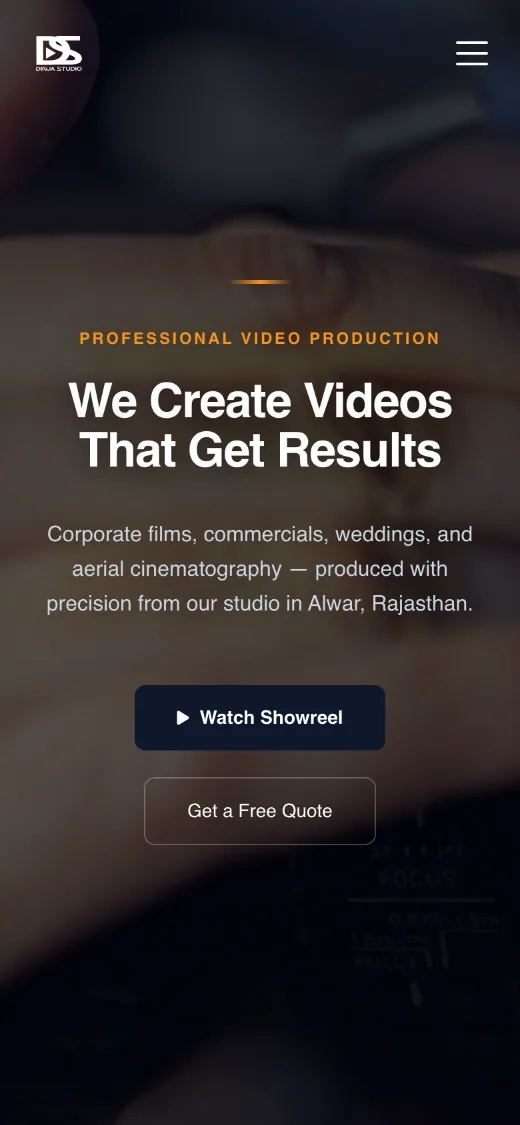 DS
DIRIJA STUDIO
PROFESSIONAL VIDEO PRODUCTION
We Create Videos
That Get Results
Corporate films, commercials, weddings, and
aerial cinematography — produced with
precision from our studio in Alwar, Rajasthan.
Watch Showreel
Get a Free Quote
FOCUS